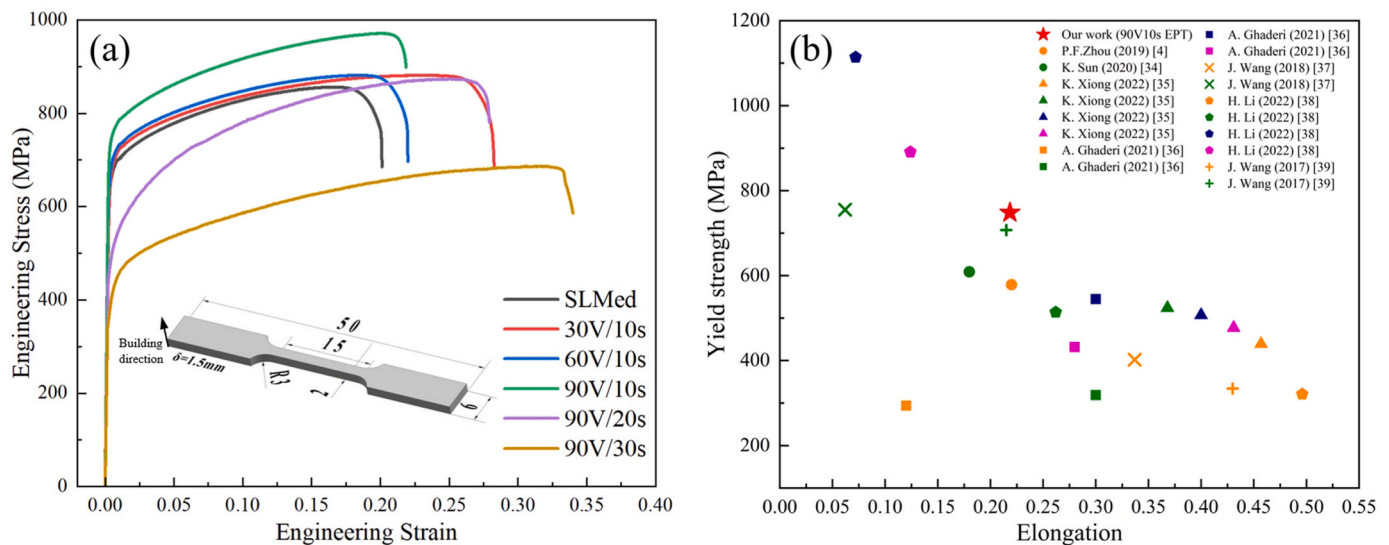 (a)
1000
800
600
400
200
0
Engineering Stress (MPa)
0.00 0.05 0.10 0.15 0.20 0.25 0.30 0.35 0.40
Engineering Strain
SLMed
30V/10s
60V/10s
90V/10s
90V/20s
90V/30s
Building
direction
δ=1.5mm
50
15
R3
2
(b)
1200
1000
800
600
400
200
Yield strength (MPa)
0.00 0.05 0.10 0.15 0.20 0.25 0.30 0.35 0.40 0.45 0.50 0.55
Elongation
Our work (90V10s EPT)
P.F.Zhou (2019) [4]
K. Sun (2020) [34]
K. Xiong (2022) [35]
K. Xiong (2022) [35]
K. Xiong (2022) [35]
K. Xiong (2022) [35]
A. Ghaderi (2021) [36]
A. Ghaderi (2021) [36]
A. Ghaderi (2021) [36]
A. Ghaderi (2021) [36]
J. Wang (2018) [37]
J. Wang (2018) [37]
H. Li (2022) [38]
H. Li (2022) [38]
H. Li (2022) [38]
H. Li (2022) [38]
J. Wang (2017) [39]
J. Wang (2017) [39]